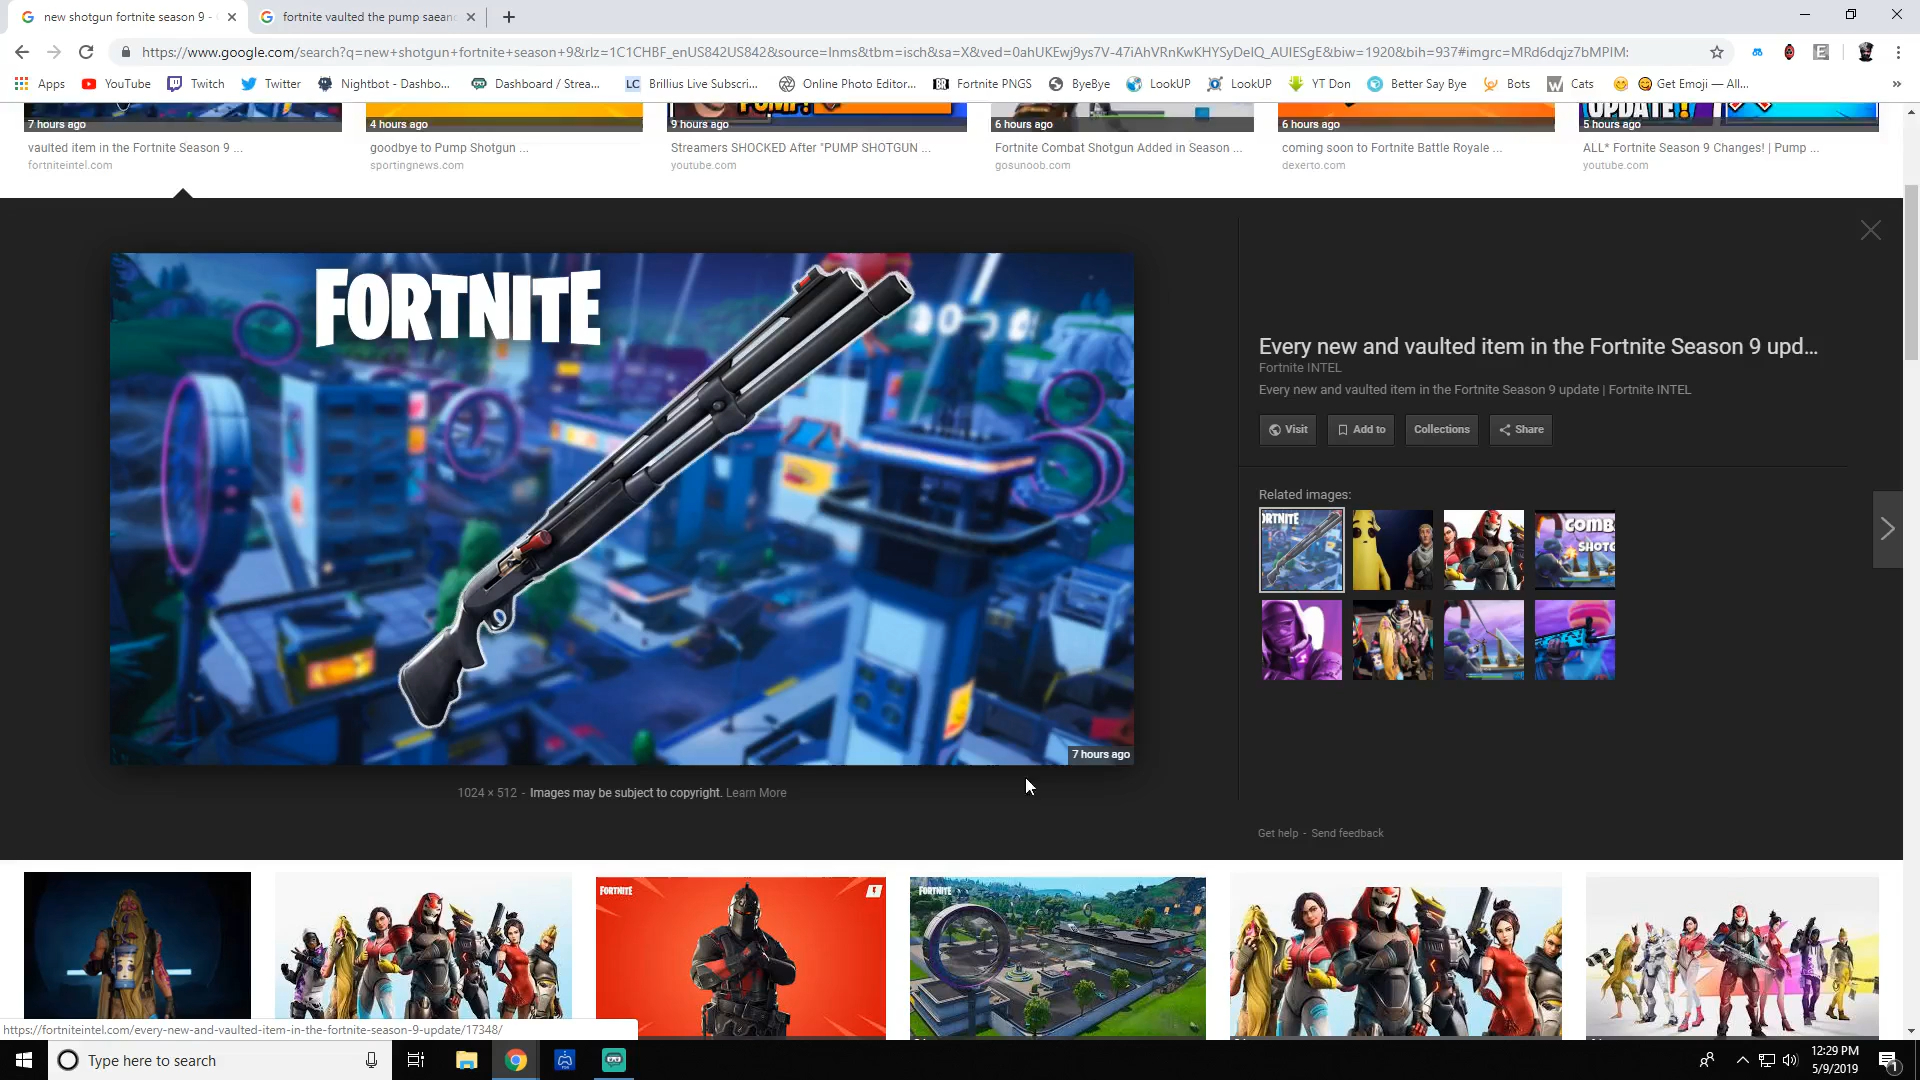 new shotgun fortnite season 9 -
fortnite vaulted the pump saeand
https://www.google.com/search?q=new+shotgun+fortnite+season+9&rlz=1C1CHBF_enUS842US842&source=lnms&tbm=isch&sa=X&ved=0ahUKEwj9ys7V-47iAhVRnKwKHYSyDeIQ_AUIESgE&biw=1920&bih=937#imgrc=MRd6dqjz7bMPIM:
Apps YouTube Twitch Twitter Nightbot - Dashbo... Dashboard / Strea... LC Brillius Live Subscri... Online Photo Editor... Fortnite PNGS ByeBye LookUP LookUP YT Don Better Say Bye Bots Cats Get Emoji — All...
PUMP!
UPDATE!
7 hours ago
4 hours ago
9 hours ago
6 hours ago
6 hours ago
5 hours ago
vaulted item in the Fortnite Season 9 ...
goodbye to Pump Shotgun ...
Streamers SHOCKED After "PUMP SHOTGUN ...
Fortnite Combat Shotgun Added in Season ...
coming soon to Fortnite Battle Royale ...
ALL* Fortnite Season 9 Changes! | Pump ...
fortniteintel.com
sportingnews.com
youtube.com
gosunoob.com
dexerto.com
youtube.com
FORTNITE
7 hours ago
1024 × 512 - Images may be subject to copyright. Learn More
Every new and vaulted item in the Fortnite Season 9 upd...
Fortnite INTEL
Every new and vaulted item in the Fortnite Season 9 update | Fortnite INTEL
Visit Add to Collections Share
Related images:
ORTNITE
COMB
SHOTG
Get help - Send feedback
FORTNITE
FORTNITE
https://fortniteintel.com/every-new-and-vaulted-item-in-the-fortnite-season-9-update/17348/
Type here to search
12:29 PM
5/9/2019
1